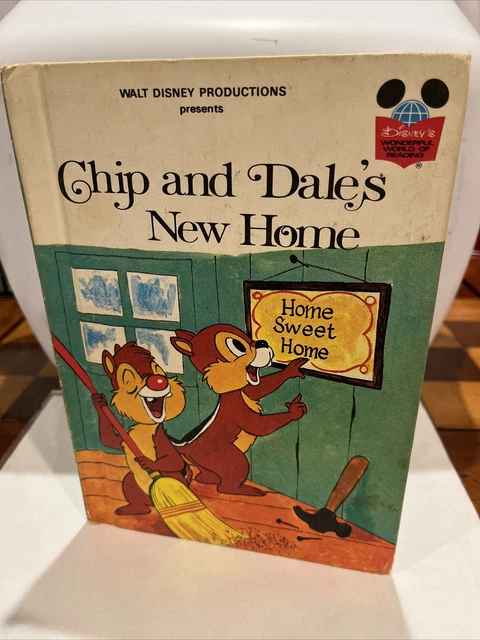 WALT DISNEY PRODUCTIONS
presents
DISNEY'S
WONDERFUL
WORLD OF
READING
®
Chip and Dale's
New Home
Home
Sweet
Home